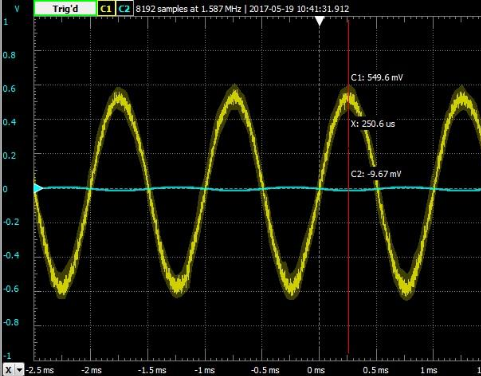 V Trig'd C1 C2 8192 samples at 1.587 MHz | 2017-05-19 10:41:31.912
1
0.8
0.6
C1: 549.6 mV
0.4
X: 250.6 us
0.2
C2: -9.67 mV
0
-0.2
-0.4
-0.6
-0.8
-1
X -2.5 ms -2 ms -1.5 ms -1 ms -0.5 ms 0 ms 0.5 ms 1 ms 1